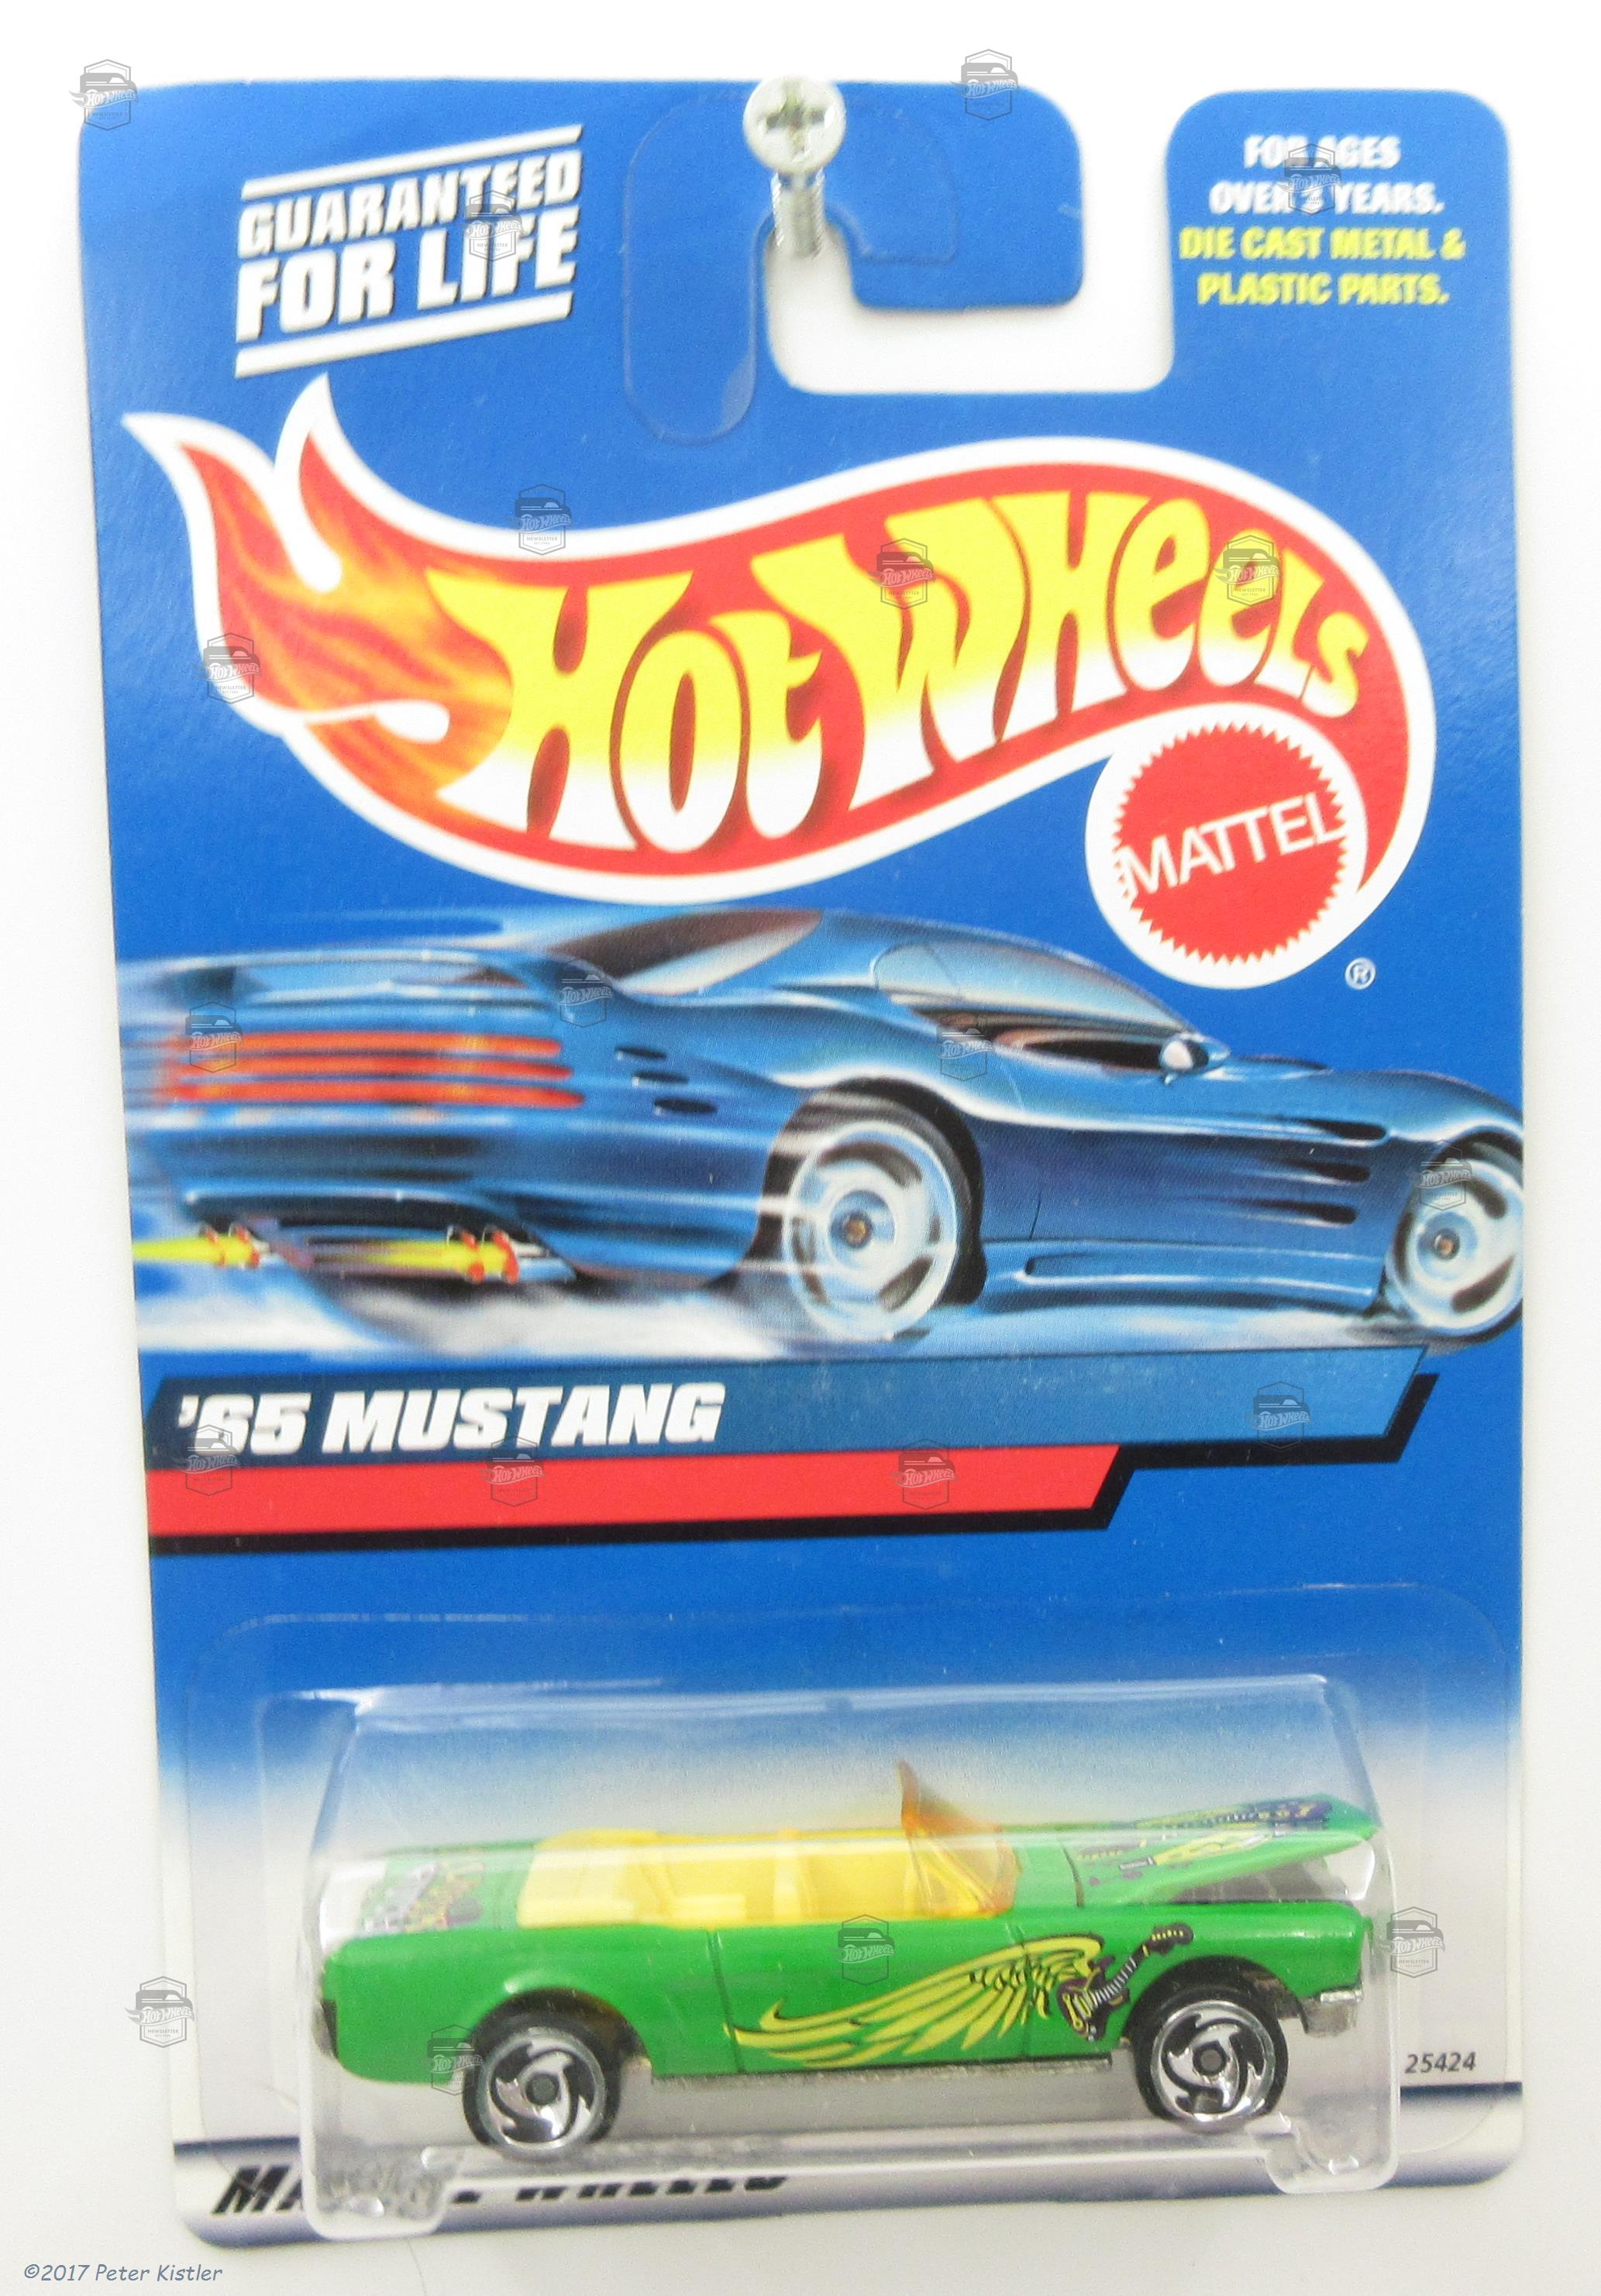 GUARANTEED
FOR LIFE
FOR AGES
OVER 3 YEARS.
DIE CAST METAL &
PLASTIC PARTS.
HOT WHEELS
MATTEL
®
'65 MUSTANG
25424
©2017 Peter Kistler